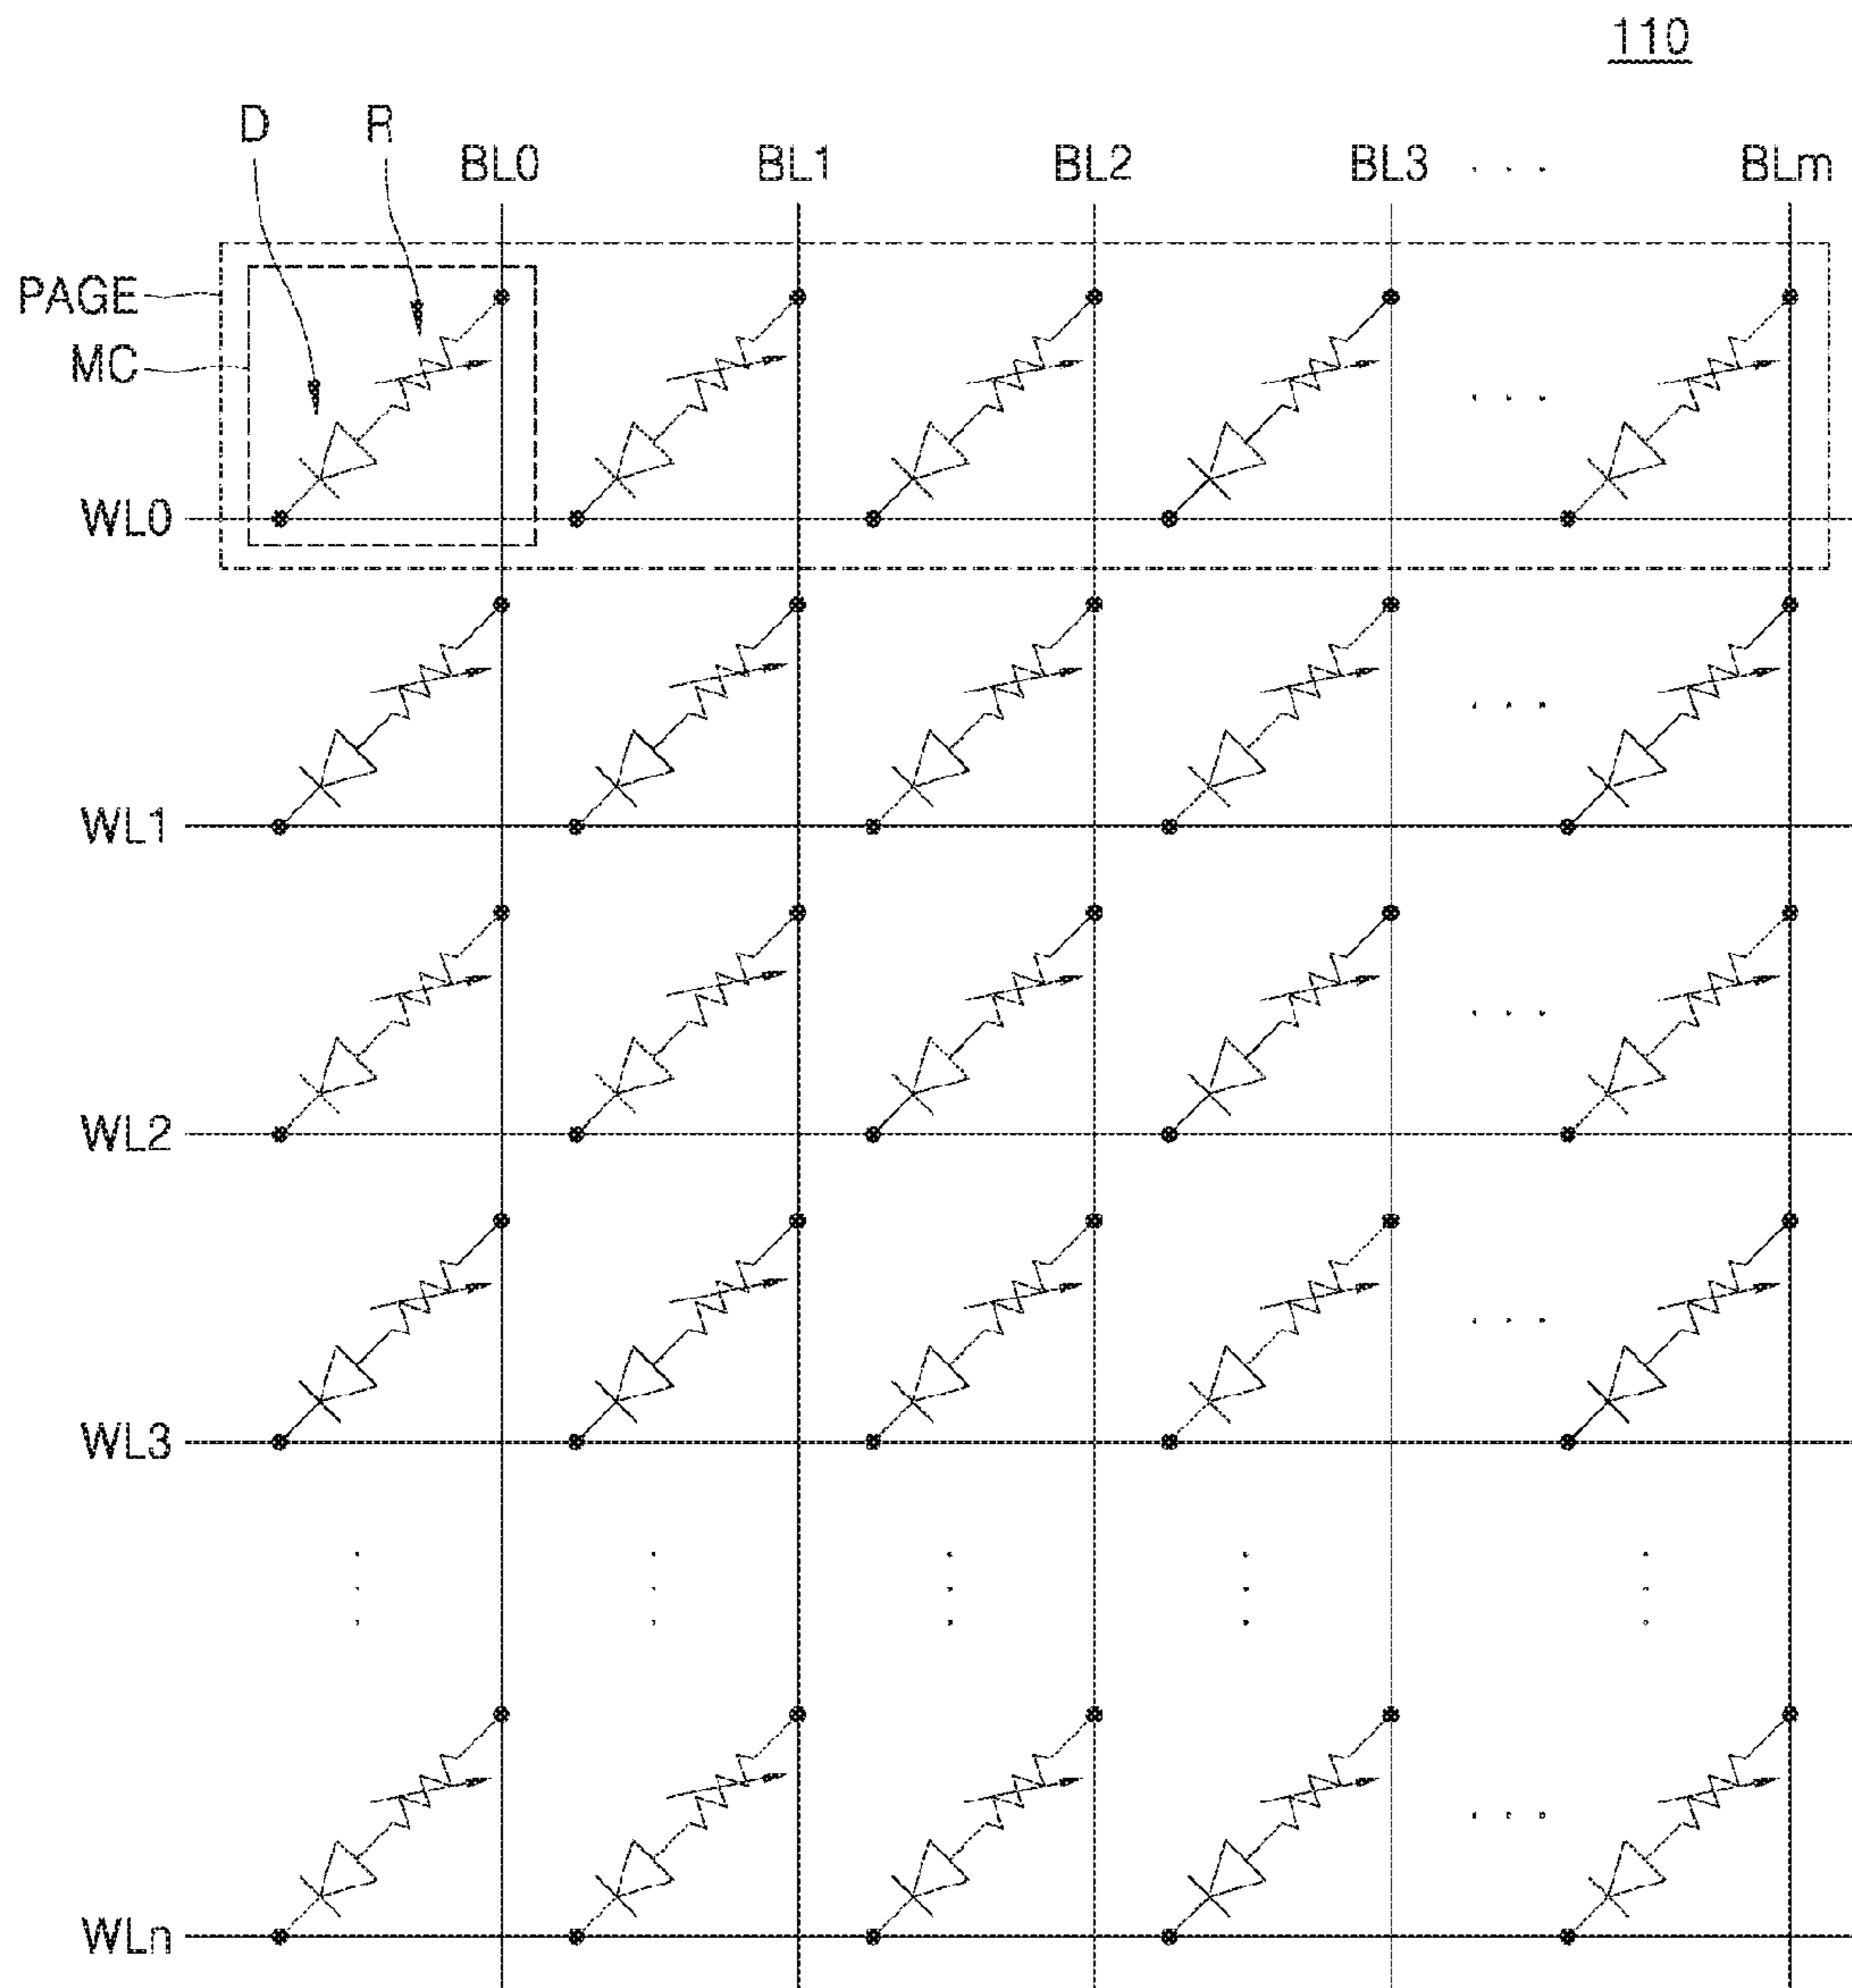 110
D R
BL0 BL1 BL2 BL3 . . . BLm
PAGE
MC
WL0
WL1
WL2
WL3
WLn